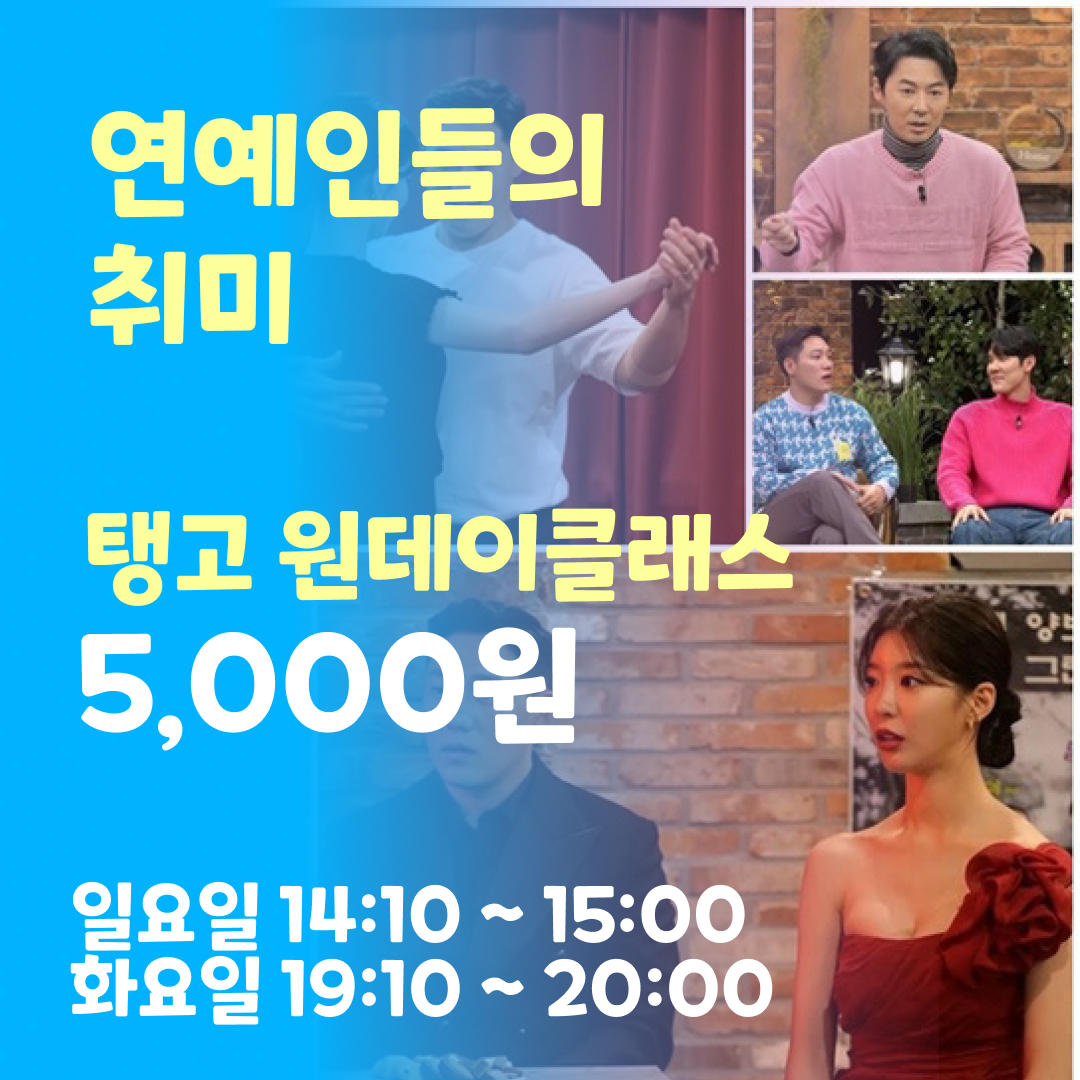 연예인들의
취미
탱고 원데이클래스
5,000원
일요일 14:10 ~ 15:00
화요일 19:10 ~ 20:00
Home